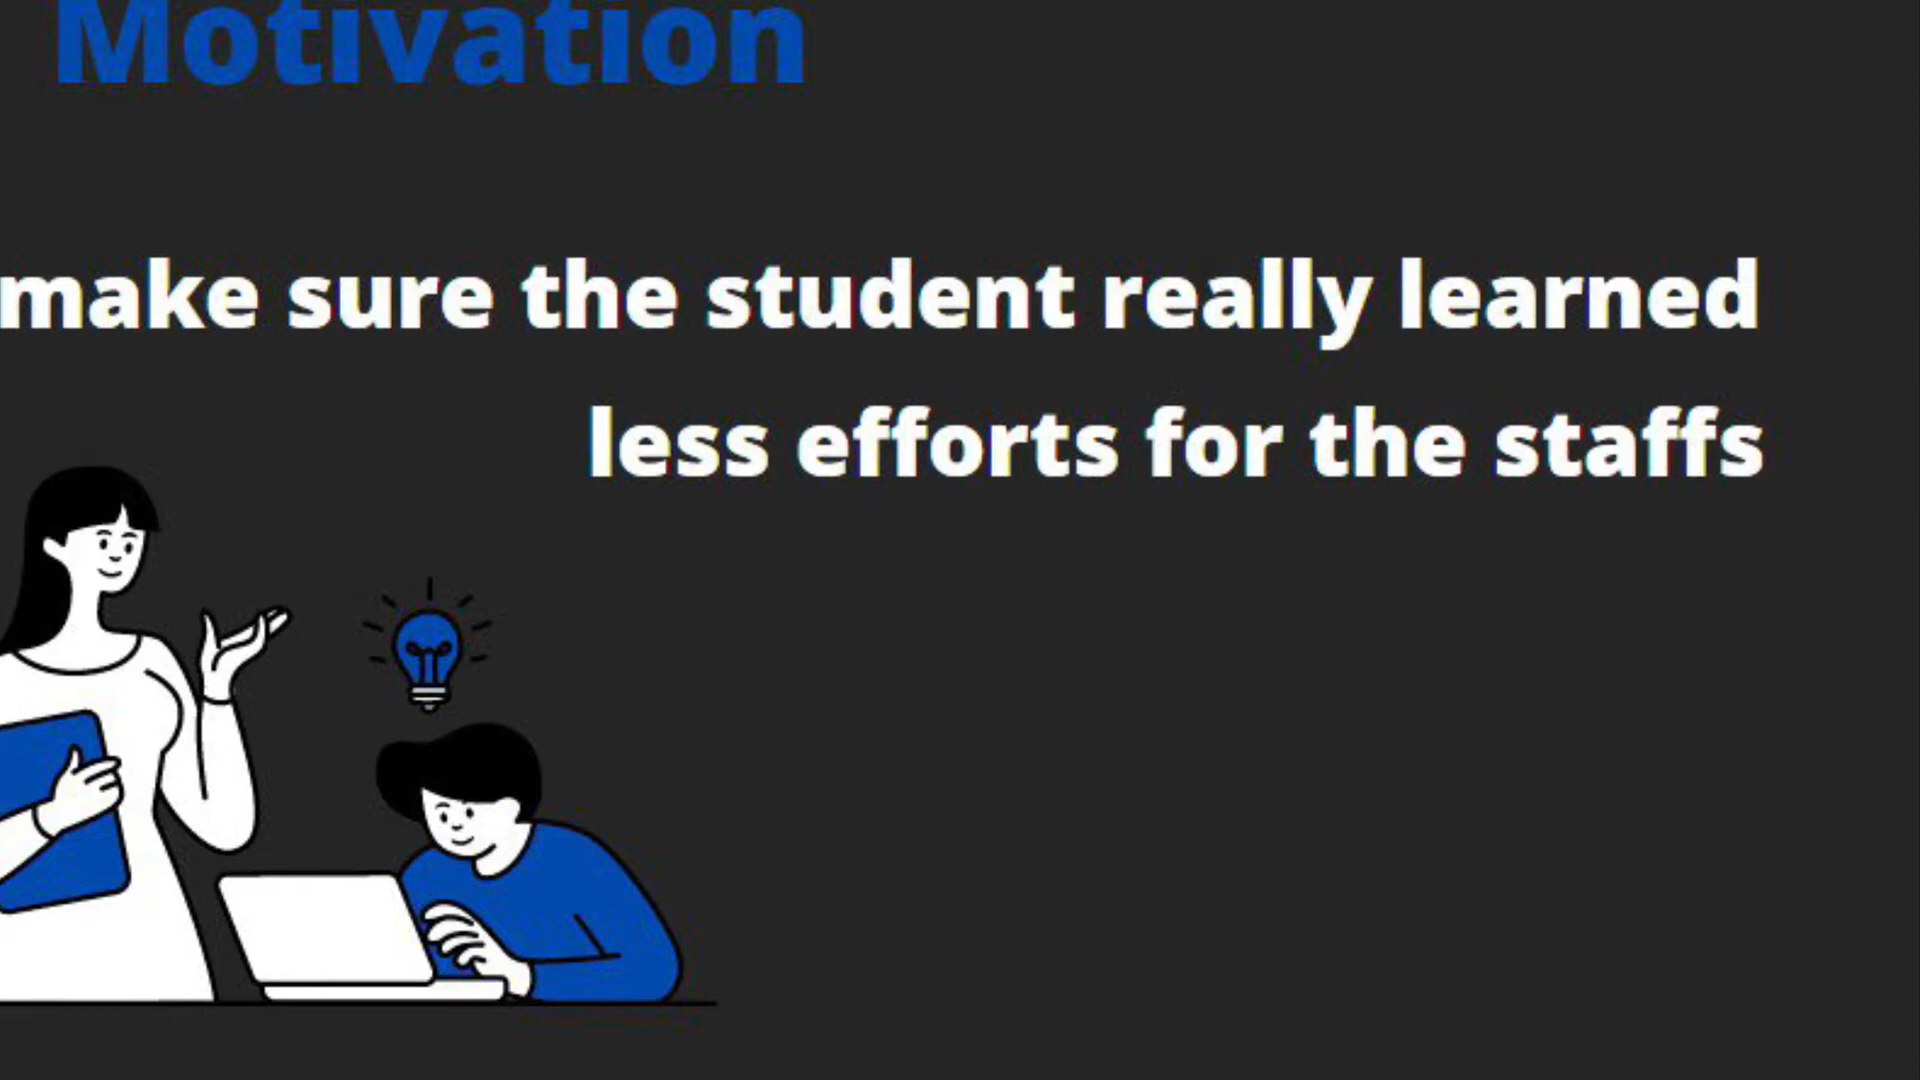 Motivation
make sure the student really learned
less efforts for the staffs